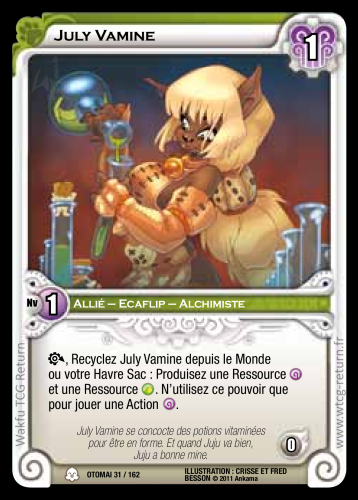 July Vamine
1
Nv 1 Allié – Ecaflip – Alchimiste
, Recyclez July Vamine depuis le Monde
ou votre Havre Sac : Produisez une Ressource
et une Ressource . N'utilisez ce pouvoir que
pour jouer une Action .
July Vamine se concocte des potions vitaminées
pour être en forme. Et quand Juju va bien,
Juju a bonne mine.
0
OTOMAI 31 / 162
ILLUSTRATION : CRISSE ET FRED
BESSON © 2011 Ankama
Wakfu TCG Return
www.wtcg-return.fr